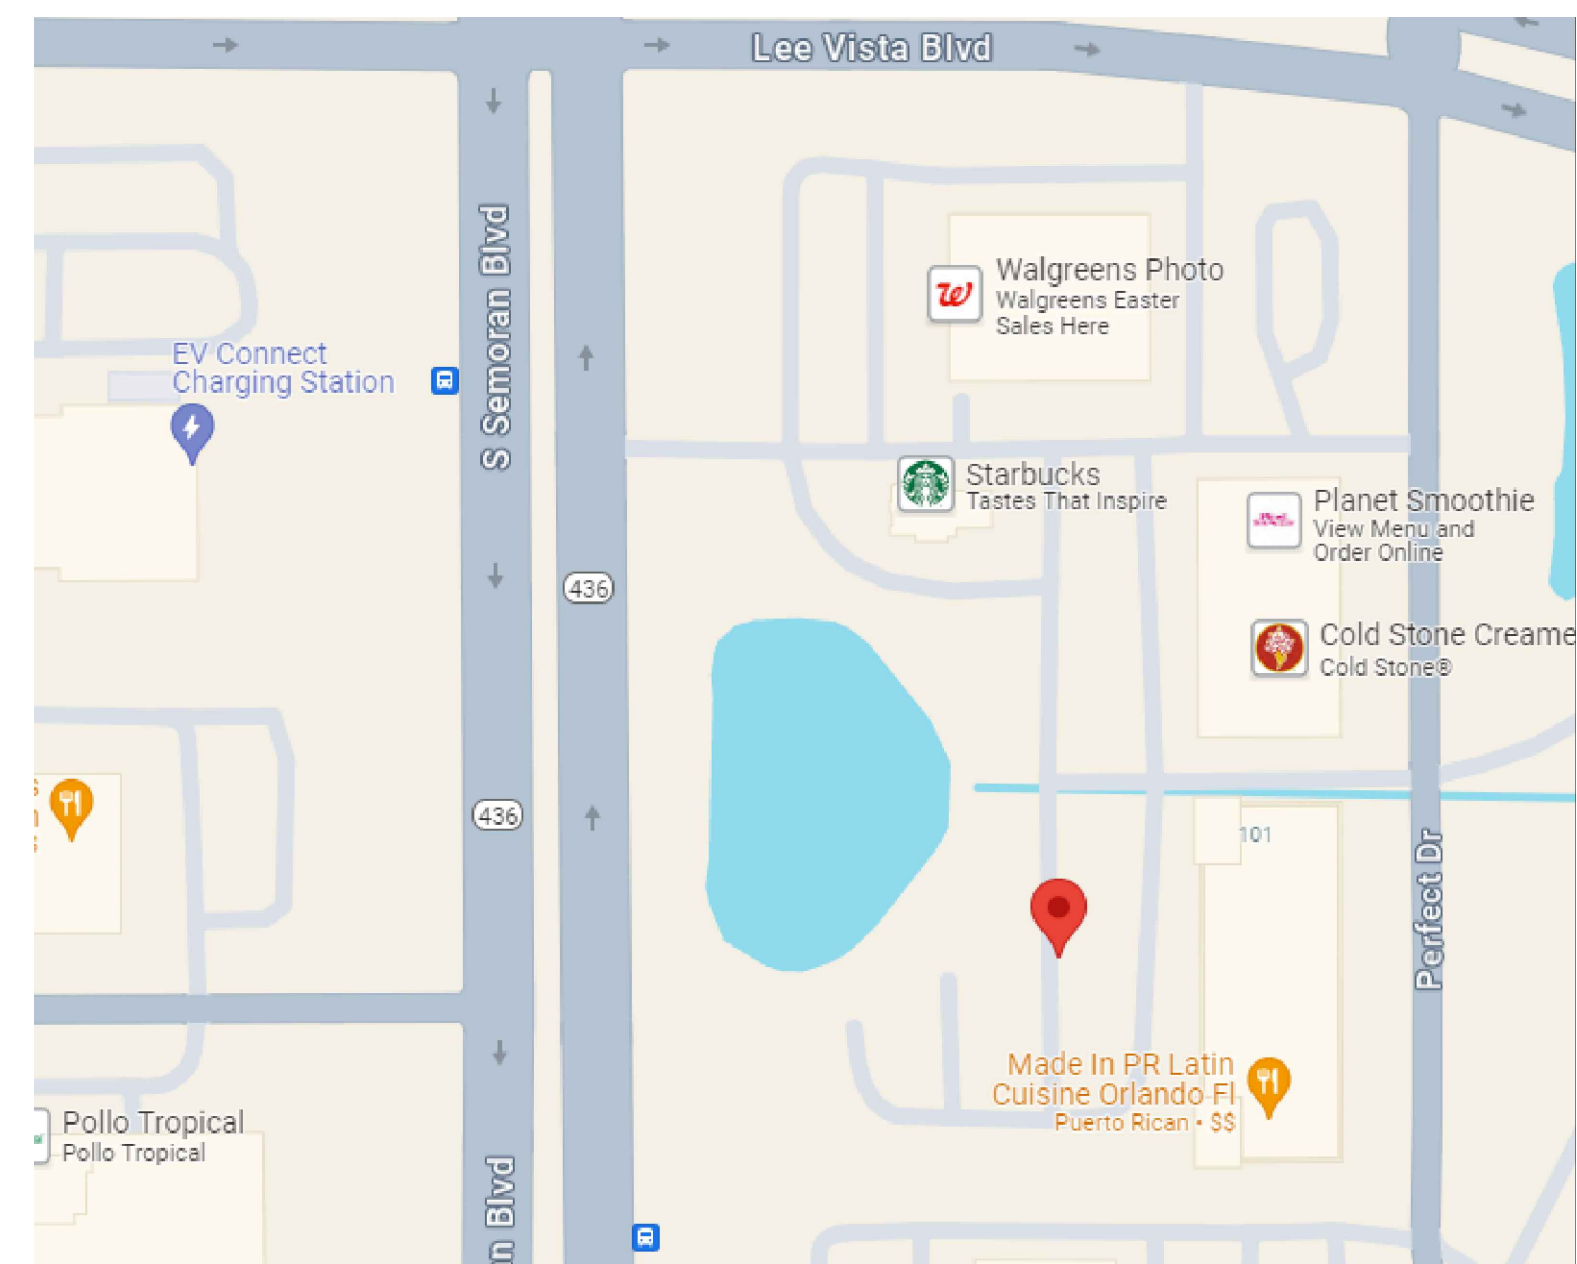 Lee Vista Blvd
S Semoran Blvd
Walgreens Photo
Walgreens Easter
Sales Here
EV Connect
Charging Station
Starbucks
Tastes That Inspire
Planet Smoothie
View Menu and
Order Online
436
Cold Stone Creame
Cold Stone®
436
101
Perfect Dr
Made In PR Latin
Cuisine Orlando Fl
Puerto Rican • $$
Pollo Tropical
Pollo Tropical
n Blvd